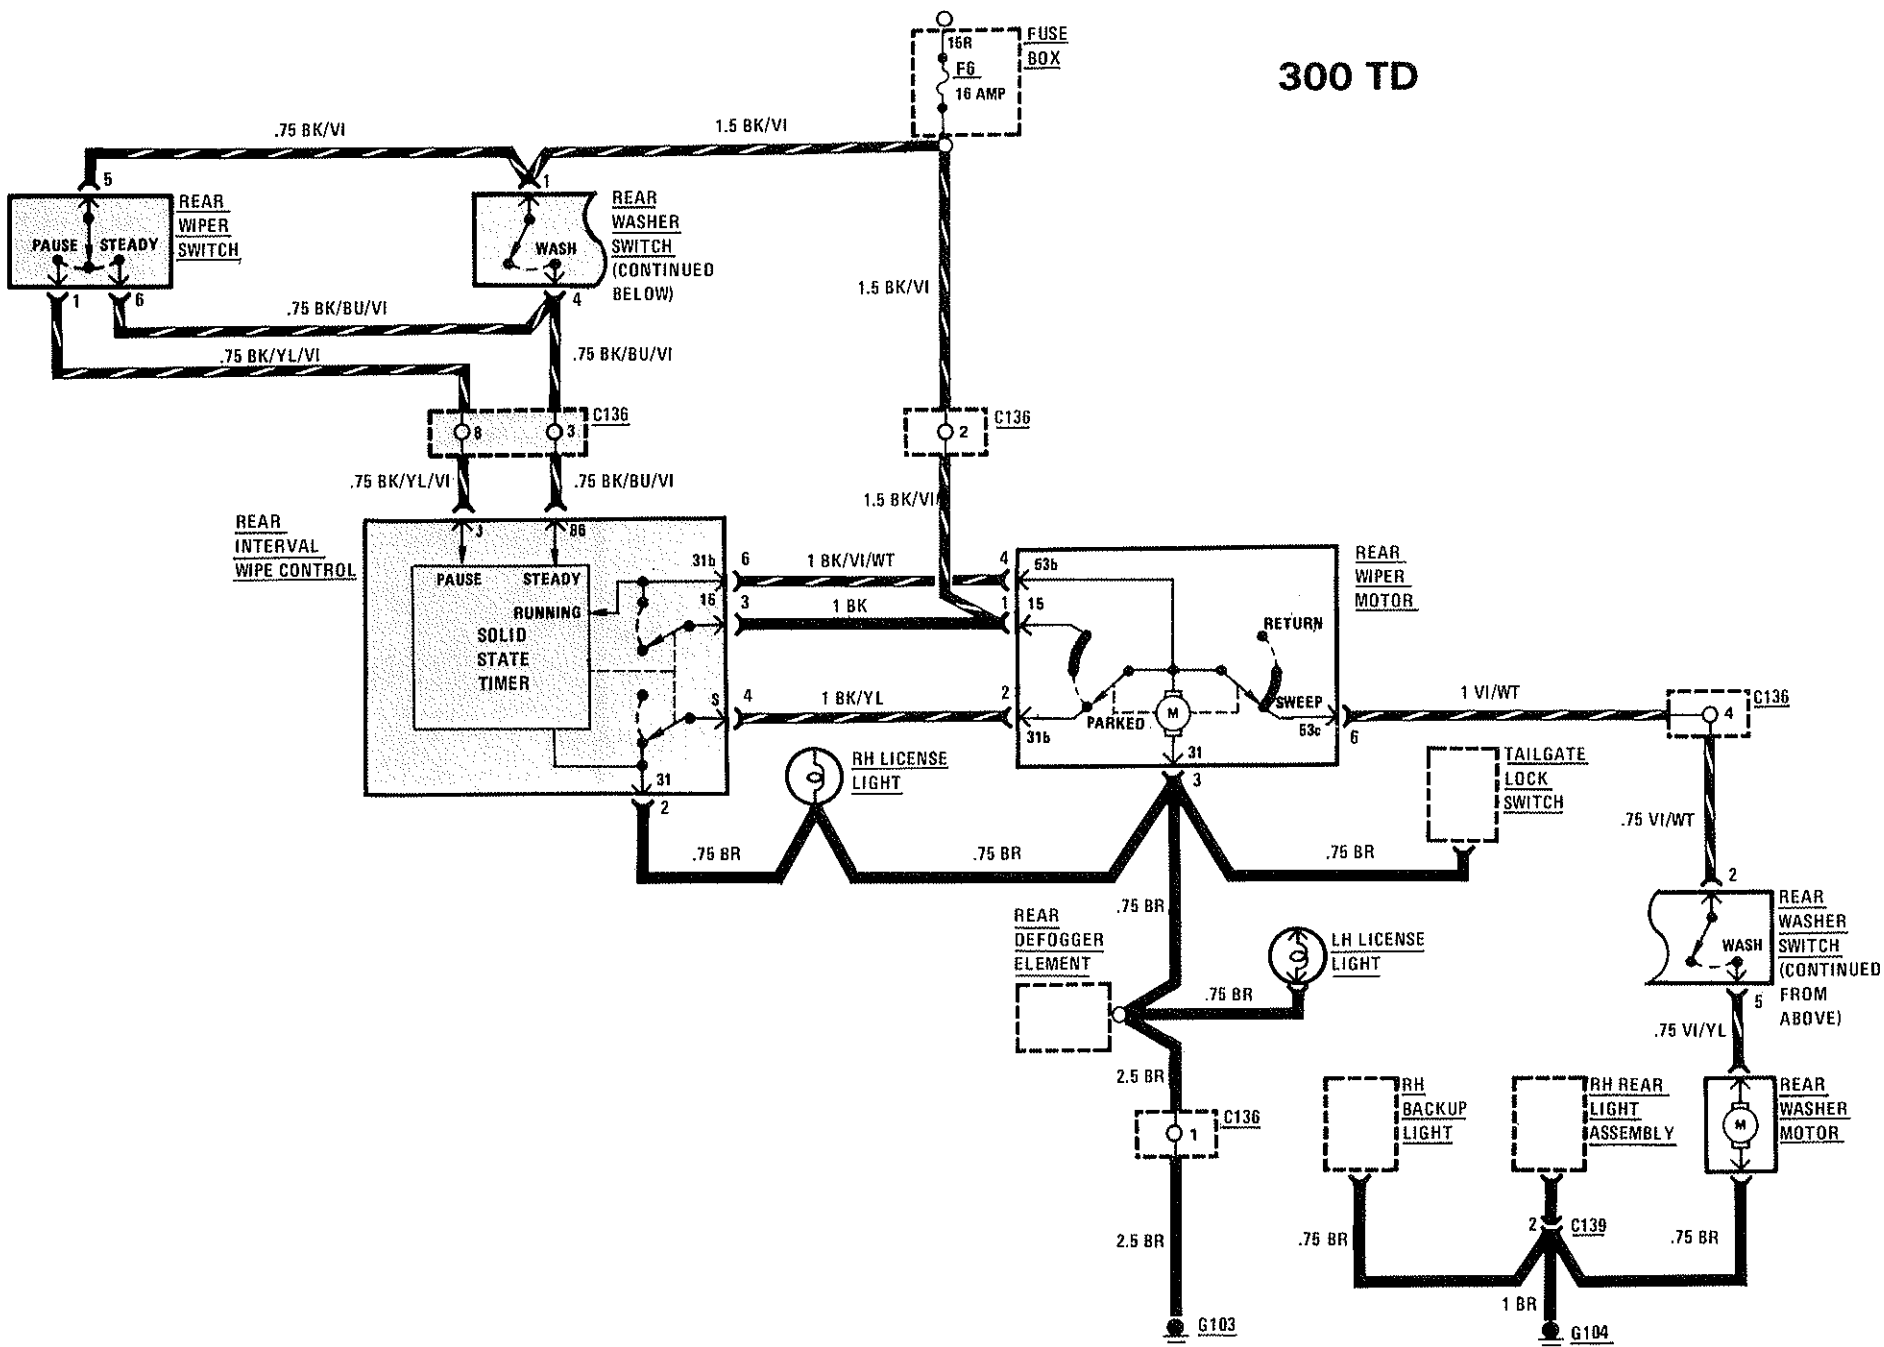 300 TD
15R
F6
16 AMP
FUSE
BOX
.75 BK/VI
1.5 BK/VI
5
1
REAR
WIPER
SWITCH
PAUSE
STEADY
1
6
REAR
WASHER
SWITCH
(CONTINUED
BELOW)
WASH
4
.75 BK/BU/VI
.75 BK/YL/VI
.75 BK/BU/VI
1.5 BK/VI
C136
8
3
C136
2
.75 BK/YL/VI
.75 BK/BU/VI
1.5 BK/VI
REAR
INTERVAL
WIPE CONTROL
J
86
PAUSE
STEADY
RUNNING
SOLID
STATE
TIMER
31b
6
1 BK/VI/WT
4
53b
16
3
1 BK
1
15
S
4
1 BK/YL
2
31b
31
2
REAR
WIPER
MOTOR
RETURN
SWEEP
PARKED
M
53c
6
31
3
1 VI/WT
C136
4
RH LICENSE
LIGHT
TAILGATE
LOCK
SWITCH
.75 BR
.75 BR
.75 BR
.75 VI/WT
.75 BR
2
REAR
WASHER
SWITCH
(CONTINUED
FROM
ABOVE)
WASH
5
REAR
DEFOGGER
ELEMENT
LH LICENSE
LIGHT
.75 BR
.75 VI/YL
2.5 BR
C136
1
2.5 BR
G103
RH
BACKUP
LIGHT
RH REAR
LIGHT
ASSEMBLY
REAR
WASHER
MOTOR
M
2
C139
.75 BR
.75 BR
1 BR
G104